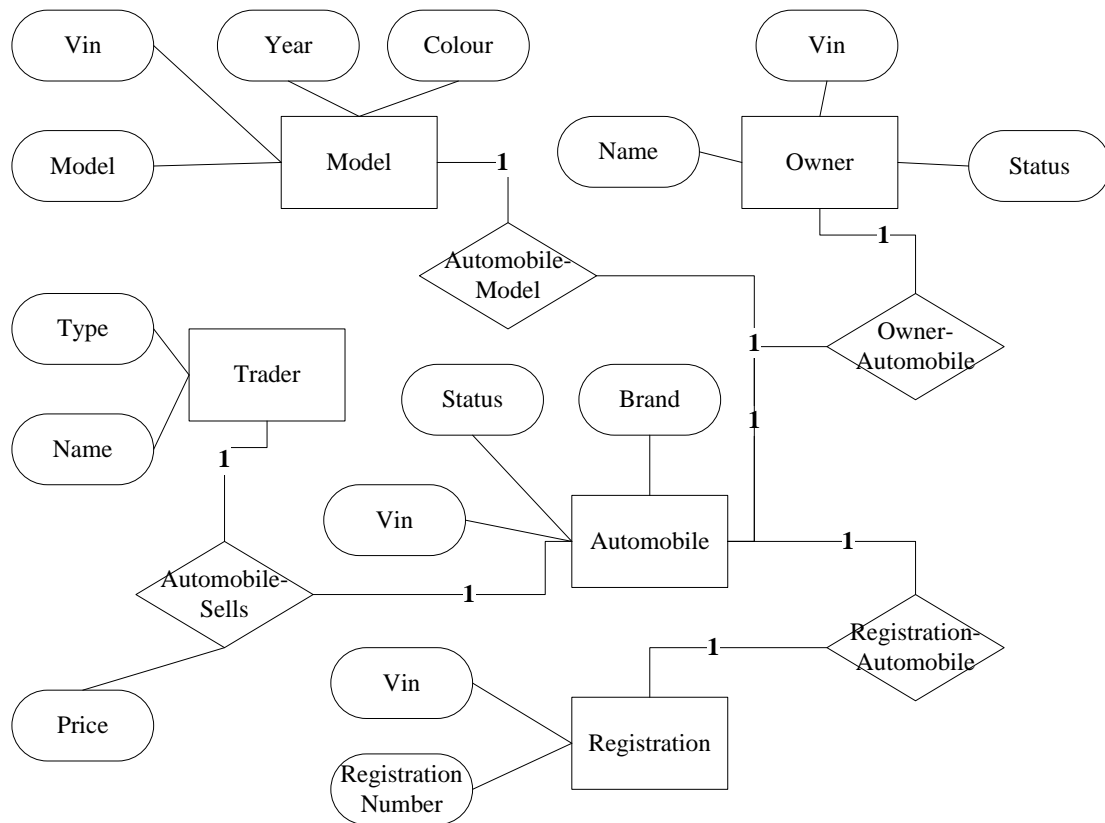 Vin
Year
Colour
Vin
Model
Model
Name
Owner
Status
1
1
Automobile-
Model
Type
Trader
1
Owner-
Automobile
Status
Brand
Name
1
1
Vin
Automobile
1
Automobile-
Sells
1
Registration-
Automobile
1
Vin
Price
Registration
Registration
Number